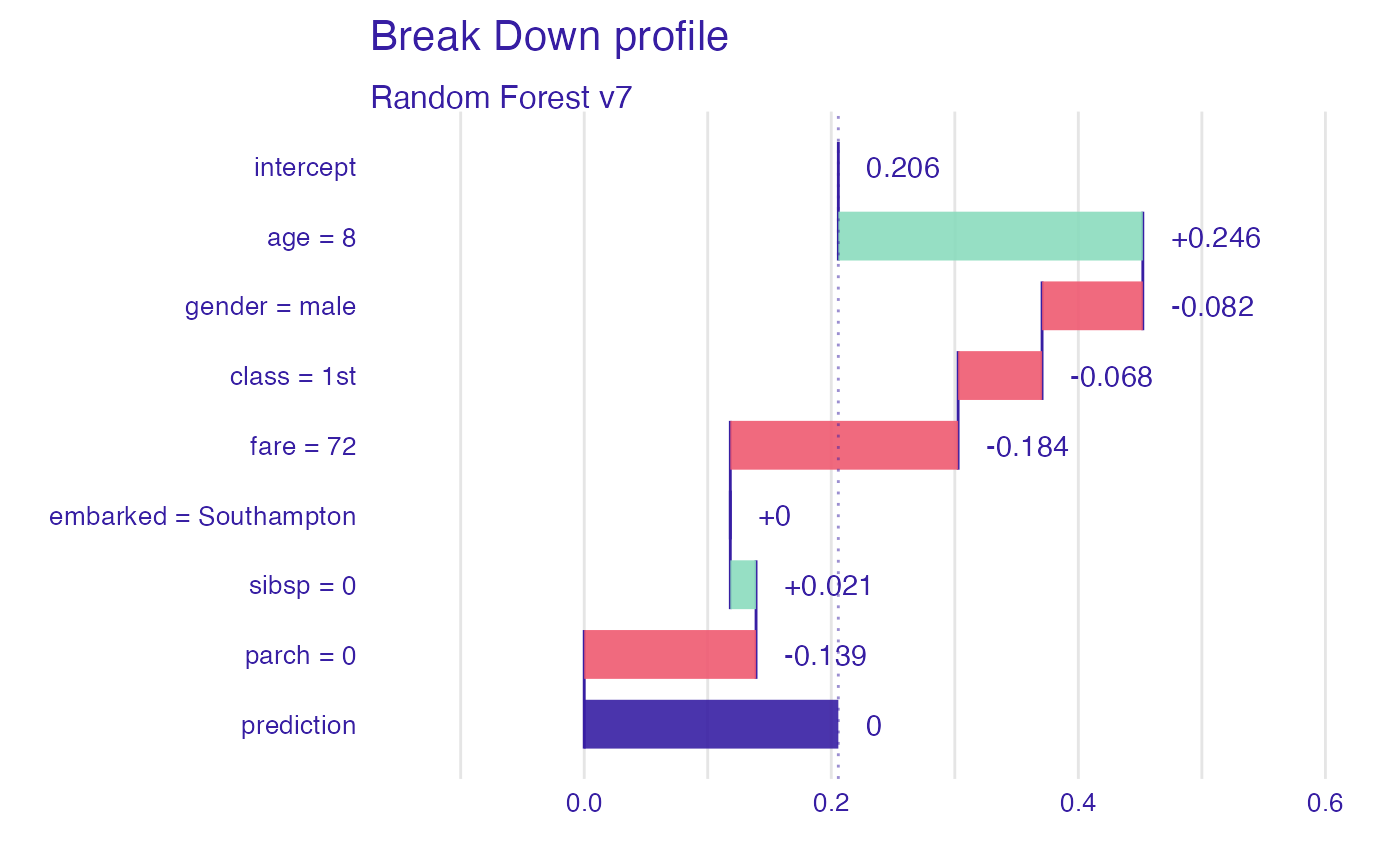 Break Down profile
Random Forest v7
intercept 0.206
age = 8 +0.246
gender = male -0.082
class = 1st -0.068
fare = 72 -0.184
embarked = Southampton +0
sibsp = 0 +0.021
parch = 0 -0.139
prediction 0
0.0 0.2 0.4 0.6